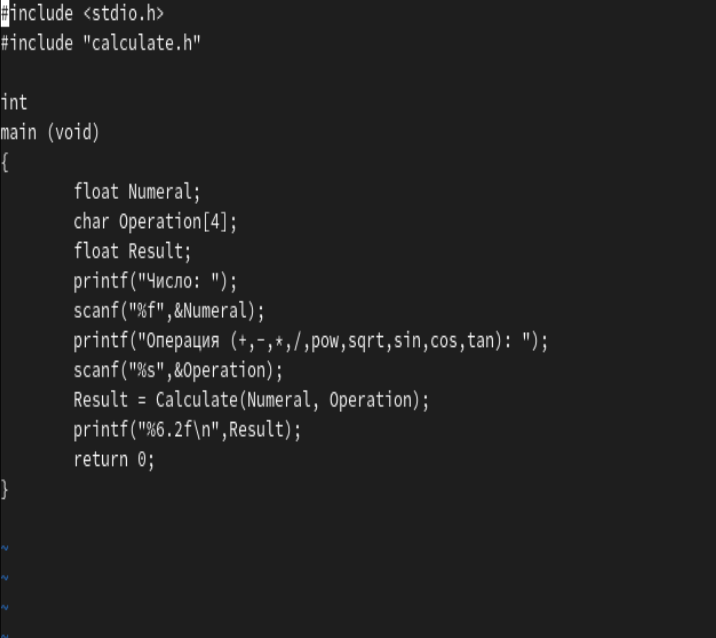 #include <stdio.h>
#include "calculate.h"
int
main (void)
{
float Numeral;
char Operation[4];
float Result;
printf("Число: ");
scanf("%f",&Numeral);
printf("Операция (+,-,*,/,pow,sqrt,sin,cos,tan): ");
scanf("%s",&Operation);
Result = Calculate(Numeral, Operation);
printf("%6.2f\n",Result);
return 0;
}
~
~
~
~